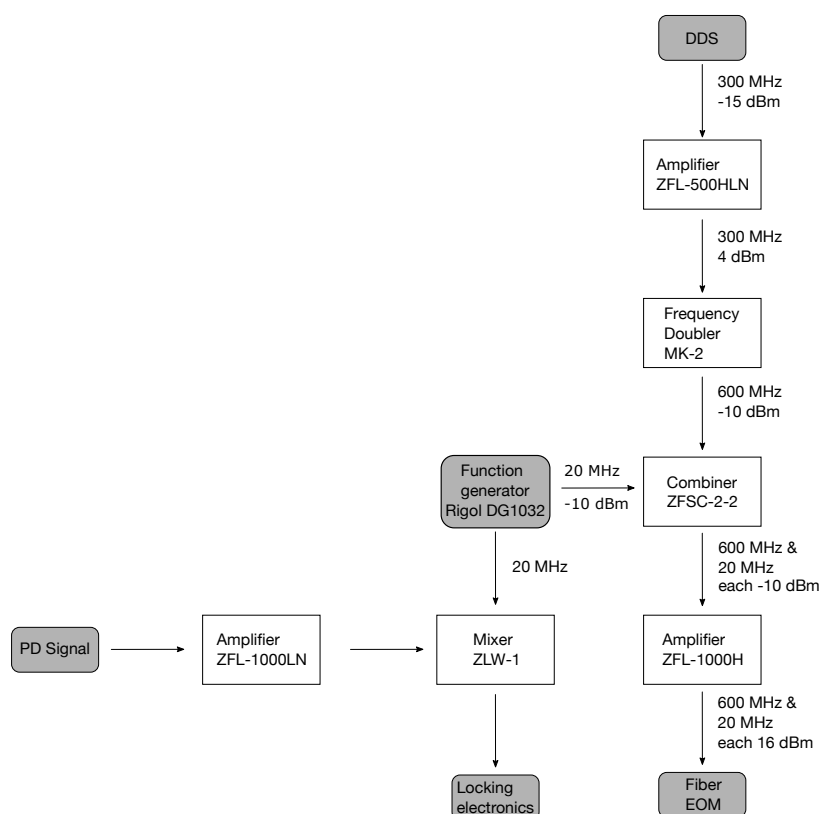 DDS
300 MHz
-15 dBm
Amplifier
ZFL-500HLN
300 MHz
4 dBm
Frequency
Doubler
MK-2
600 MHz
-10 dBm
Function
generator
Rigol DG1032
20 MHz
-10 dBm
Combiner
ZFSC-2-2
20 MHz
600 MHz &
20 MHz
each -10 dBm
PD Signal
Amplifier
ZFL-1000LN
Mixer
ZLW-1
Amplifier
ZFL-1000H
600 MHz &
20 MHz
each 16 dBm
Locking
electronics
Fiber
EOM